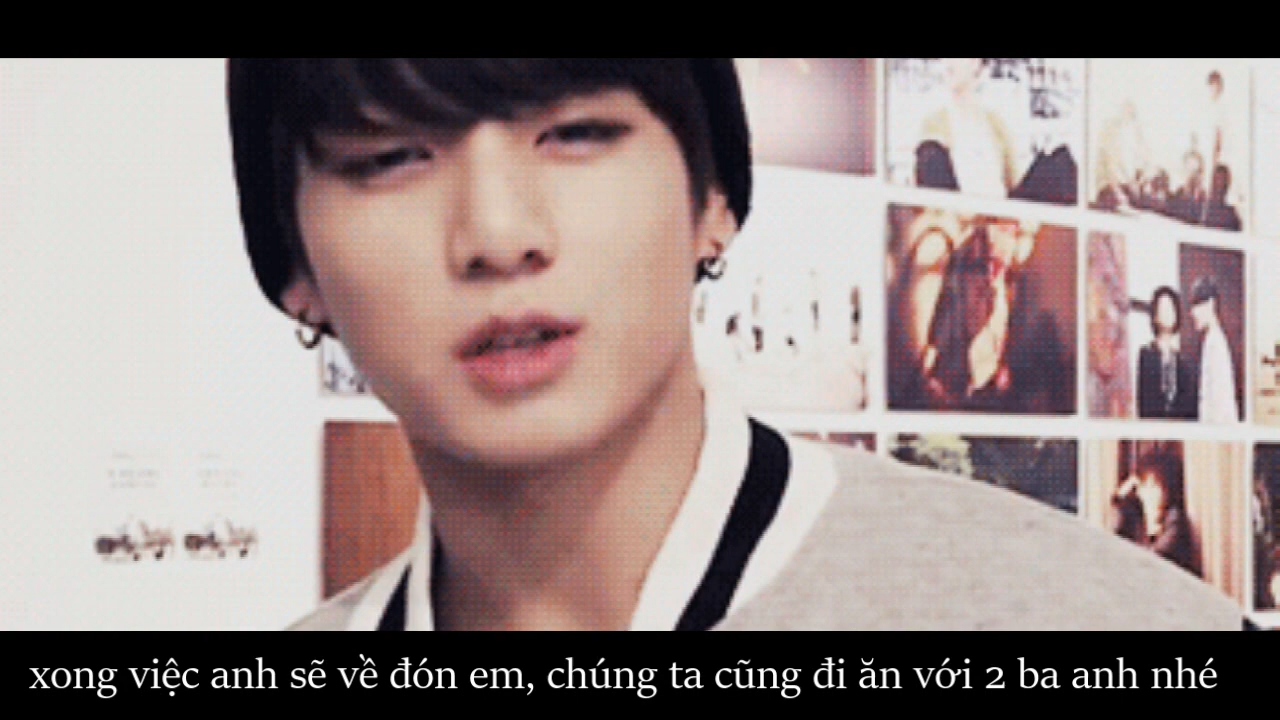 xong việc anh sẽ về đón em, chúng ta cũng đi ăn với 2 ba anh nhé